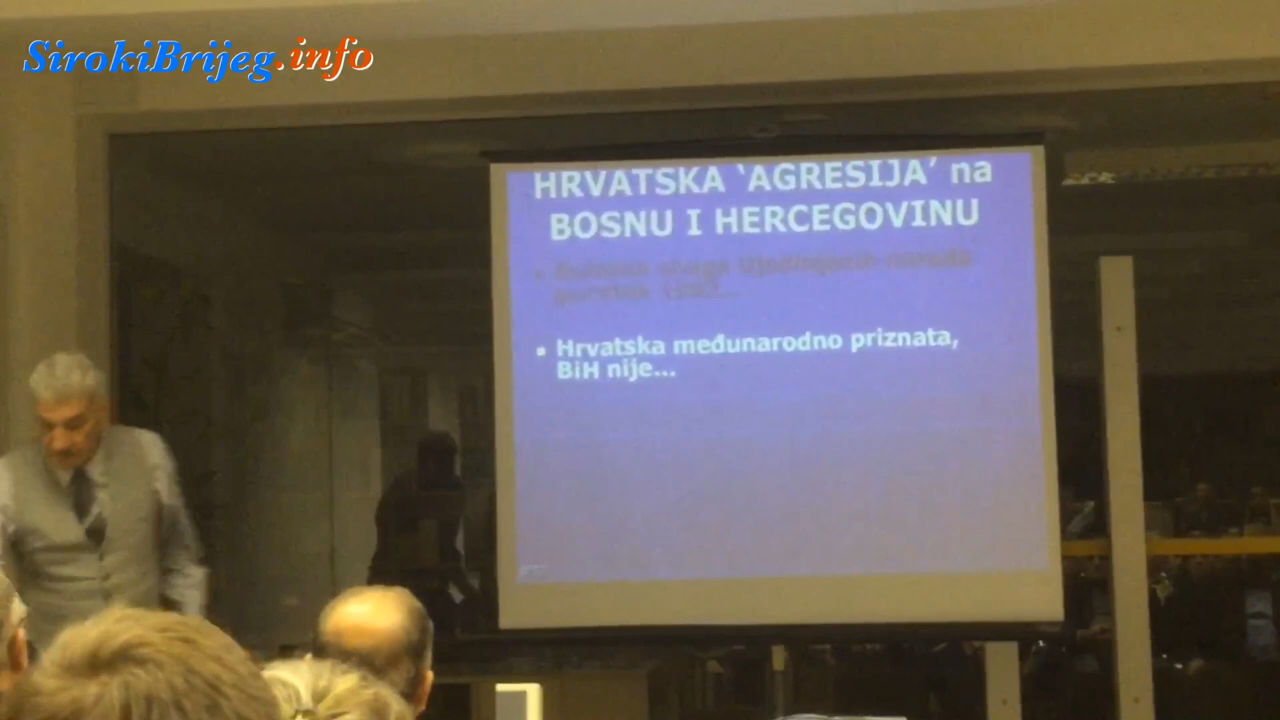 SirokiBrijeg.info
HRVATSKA ‘AGRESIJA’ na
BOSNU I HERCEGOVINU
• Hrvatska međunarodno priznata,
BiH nije...